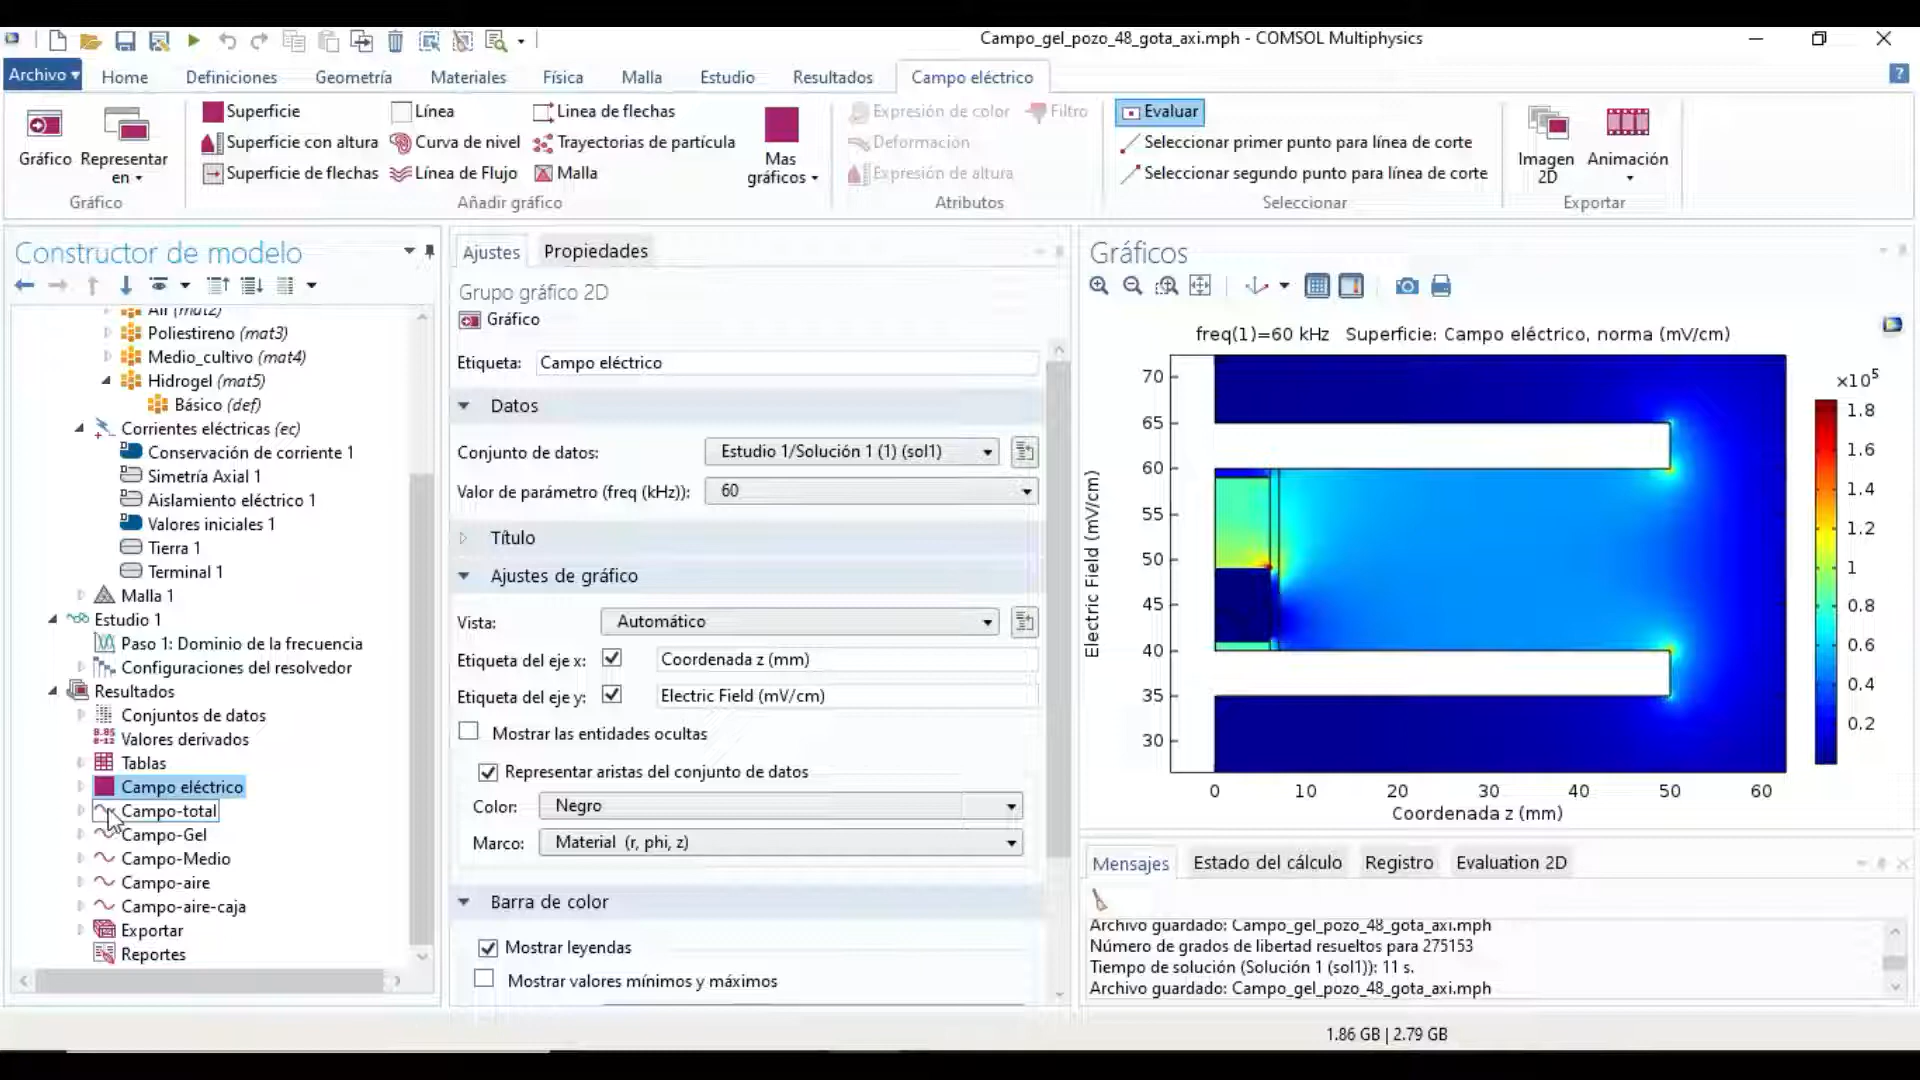 Campo_gel_pozo_48_gota_axi.mph - COMSOL Multiphysics
Archivo Home Definiciones Geometría Materiales Física Malla Estudio Resultados Campo eléctrico
Superficie Línea Linea de flechas Expresión de color Filtro Evaluar
Superficie con altura Curva de nivel Trayectorias de partícula Deformación Seleccionar primer punto para línea de corte
Gráfico Representar en Mas gráficos Imagen 2D Animación
Superficie de flechas Línea de Flujo Malla Expresión de altura Seleccionar segundo punto para línea de corte
Gráfico Añadir gráfico Atributos Seleccionar Exportar
Constructor de modelo
Air (mat2)
Poliestireno (mat3)
Medio_cultivo (mat4)
Hidrogel (mat5)
Básico (def)
Corrientes eléctricas (ec)
Conservación de corriente 1
Simetría Axial 1
Aislamiento eléctrico 1
Valores iniciales 1
Tierra 1
Terminal 1
Malla 1
Estudio 1
Paso 1: Dominio de la frecuencia
Configuraciones del resolvedor
Resultados
Conjuntos de datos
8.85
e-12
Valores derivados
Tablas
Campo eléctrico
Campo-total
Campo-Gel
Campo-Medio
Campo-aire
Campo-aire-caja
Exportar
Reportes
Ajustes Propiedades
Grupo gráfico 2D
Gráfico
Etiqueta: Campo eléctrico
Datos
Conjunto de datos: Estudio 1/Solución 1 (1) (sol1)
Valor de parámetro (freq (kHz)): 60
Título
Ajustes de gráfico
Vista: Automático
Etiqueta del eje x: Coordenada z (mm)
Etiqueta del eje y: Electric Field (mV/cm)
Mostrar las entidades ocultas
Representar aristas del conjunto de datos
Color: Negro
Marco: Material (r, phi, z)
Barra de color
Mostrar leyendas
Mostrar valores mínimos y máximos
Gráficos
freq(1)=60 kHz Superficie: Campo eléctrico, norma (mV/cm)
Electric Field (mV/cm)
70
65
60
55
50
45
40
35
30
0 10 20 30 40 50 60
Coordenada z (mm)
×10⁵
1.8
1.6
1.4
1.2
1
0.8
0.6
0.4
0.2
Mensajes Estado del cálculo Registro Evaluation 2D
Archivo guardado: Campo_gel_pozo_48_gota_axi.mph
Número de grados de libertad resueltos para 275153
Tiempo de solución (Solución 1 (sol1)): 11 s.
Archivo guardado: Campo_gel_pozo_48_gota_axi.mph
1.86 GB | 2.79 GB